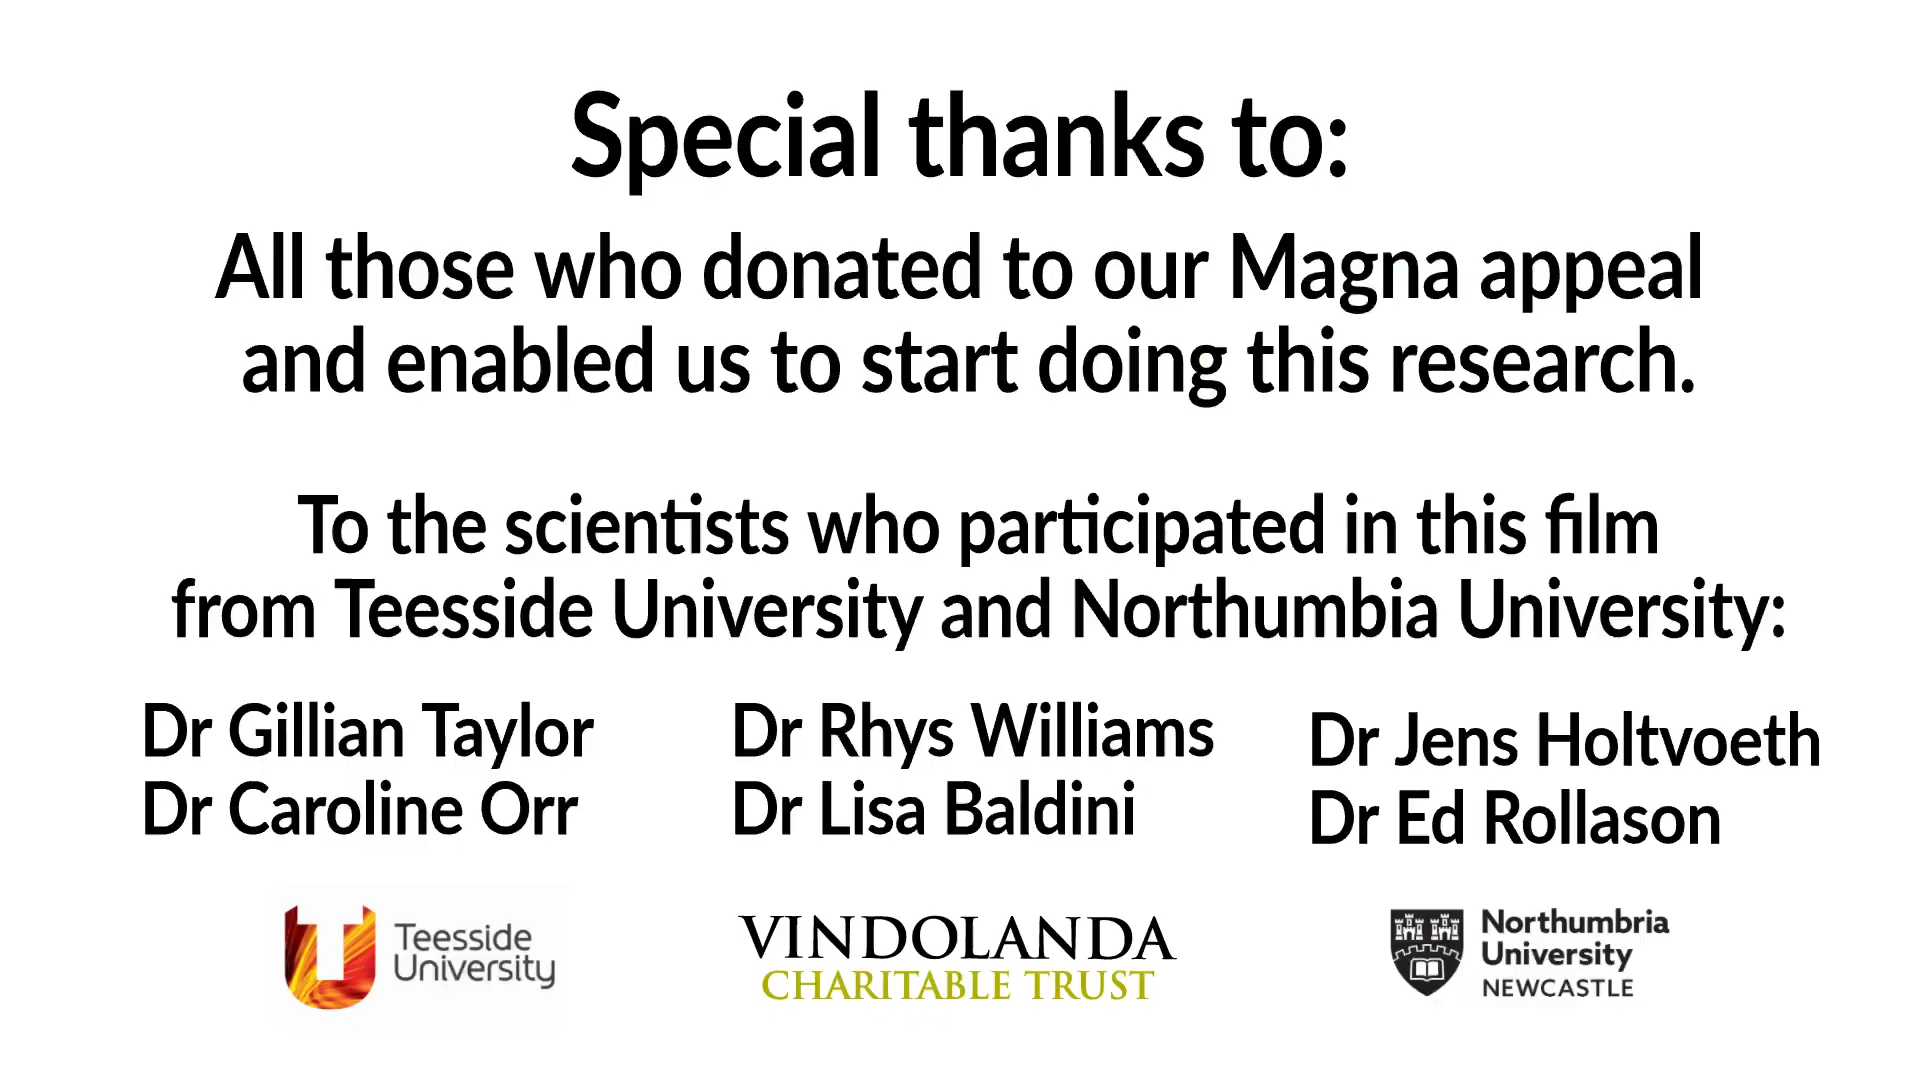 Special thanks to:
All those who donated to our Magna appeal
and enabled us to start doing this research.
To the scientists who participated in this film
from Teesside University and Northumbia University:
Dr Gillian Taylor
Dr Caroline Orr
Dr Rhys Williams
Dr Lisa Baldini
Dr Jens Holtvoeth
Dr Ed Rollason
Teesside
University
VINDOLANDA
CHARITABLE TRUST
Northumbria
University
NEWCASTLE